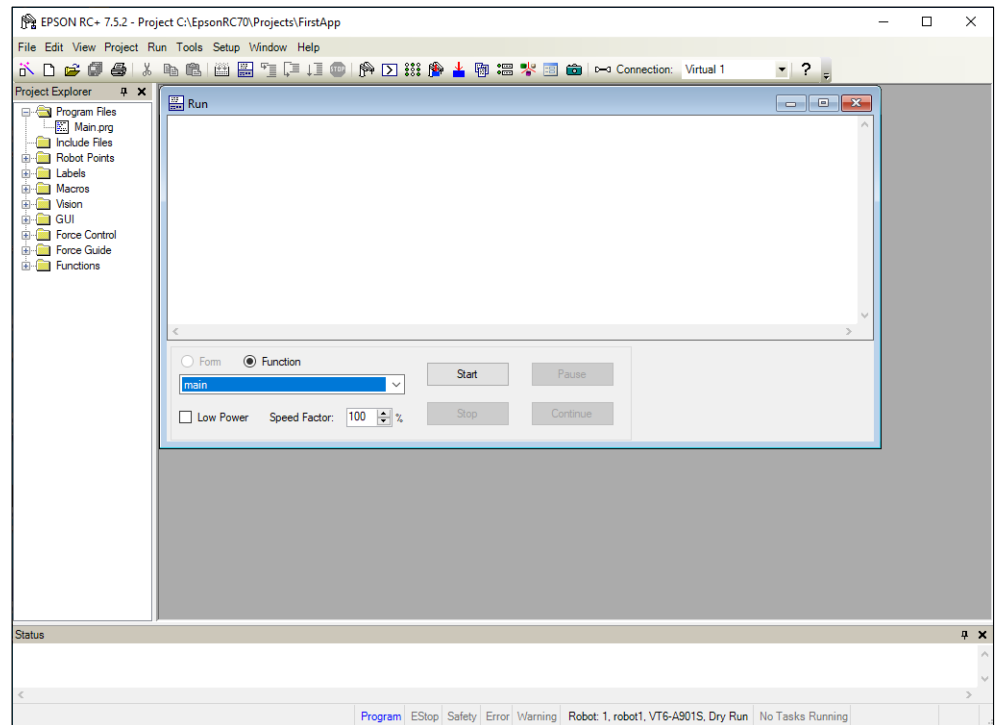 EPSON RC+ 7.5.2 - Project C:\EpsonRC70\Projects\FirstApp
File Edit View Project Run Tools Setup Window Help
STOP Connection: Virtual 1 ?
Project Explorer
Program Files
Main.prg
Include Files
Robot Points
Labels
Macros
Vision
GUI
Force Control
Force Guide
Functions
Run
Form Function
main
Low Power Speed Factor: 100 %
Start Pause
Stop Continue
Status
Program EStop Safety Error Warning Robot: 1, robot1, VT6-A901S, Dry Run No Tasks Running